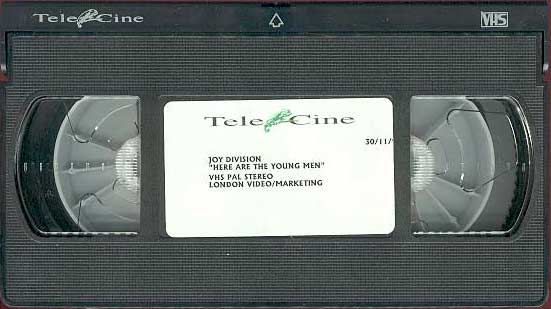 Tele Cine
VHS
Tele Cine
30/11/
JOY DIVISION
"HERE ARE THE YOUNG MEN"
VHS PAL STEREO
LONDON VIDEO/MARKETING